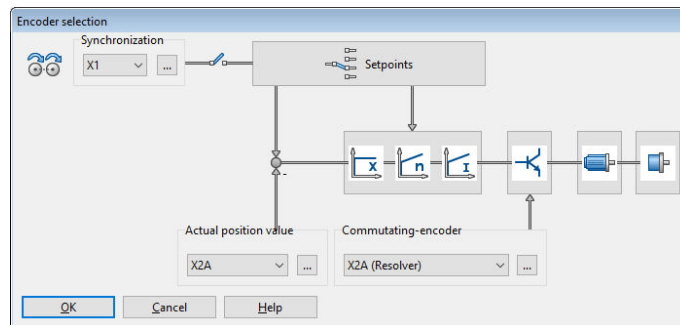 Encoder selection
Synchronization
X1
...
Setpoints
x
n
I
-
Actual position value
X2A
...
Commutating-encoder
X2A (Resolver)
...
OK
Cancel
Help